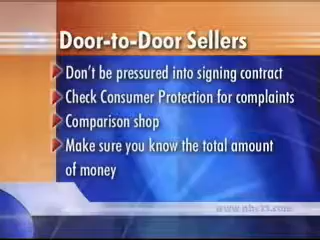 Door-to-Door Sellers
Don't be pressured into signing contract
Check Consumer Protection for complaints
Comparison shop
Make sure you know the total amount
of money